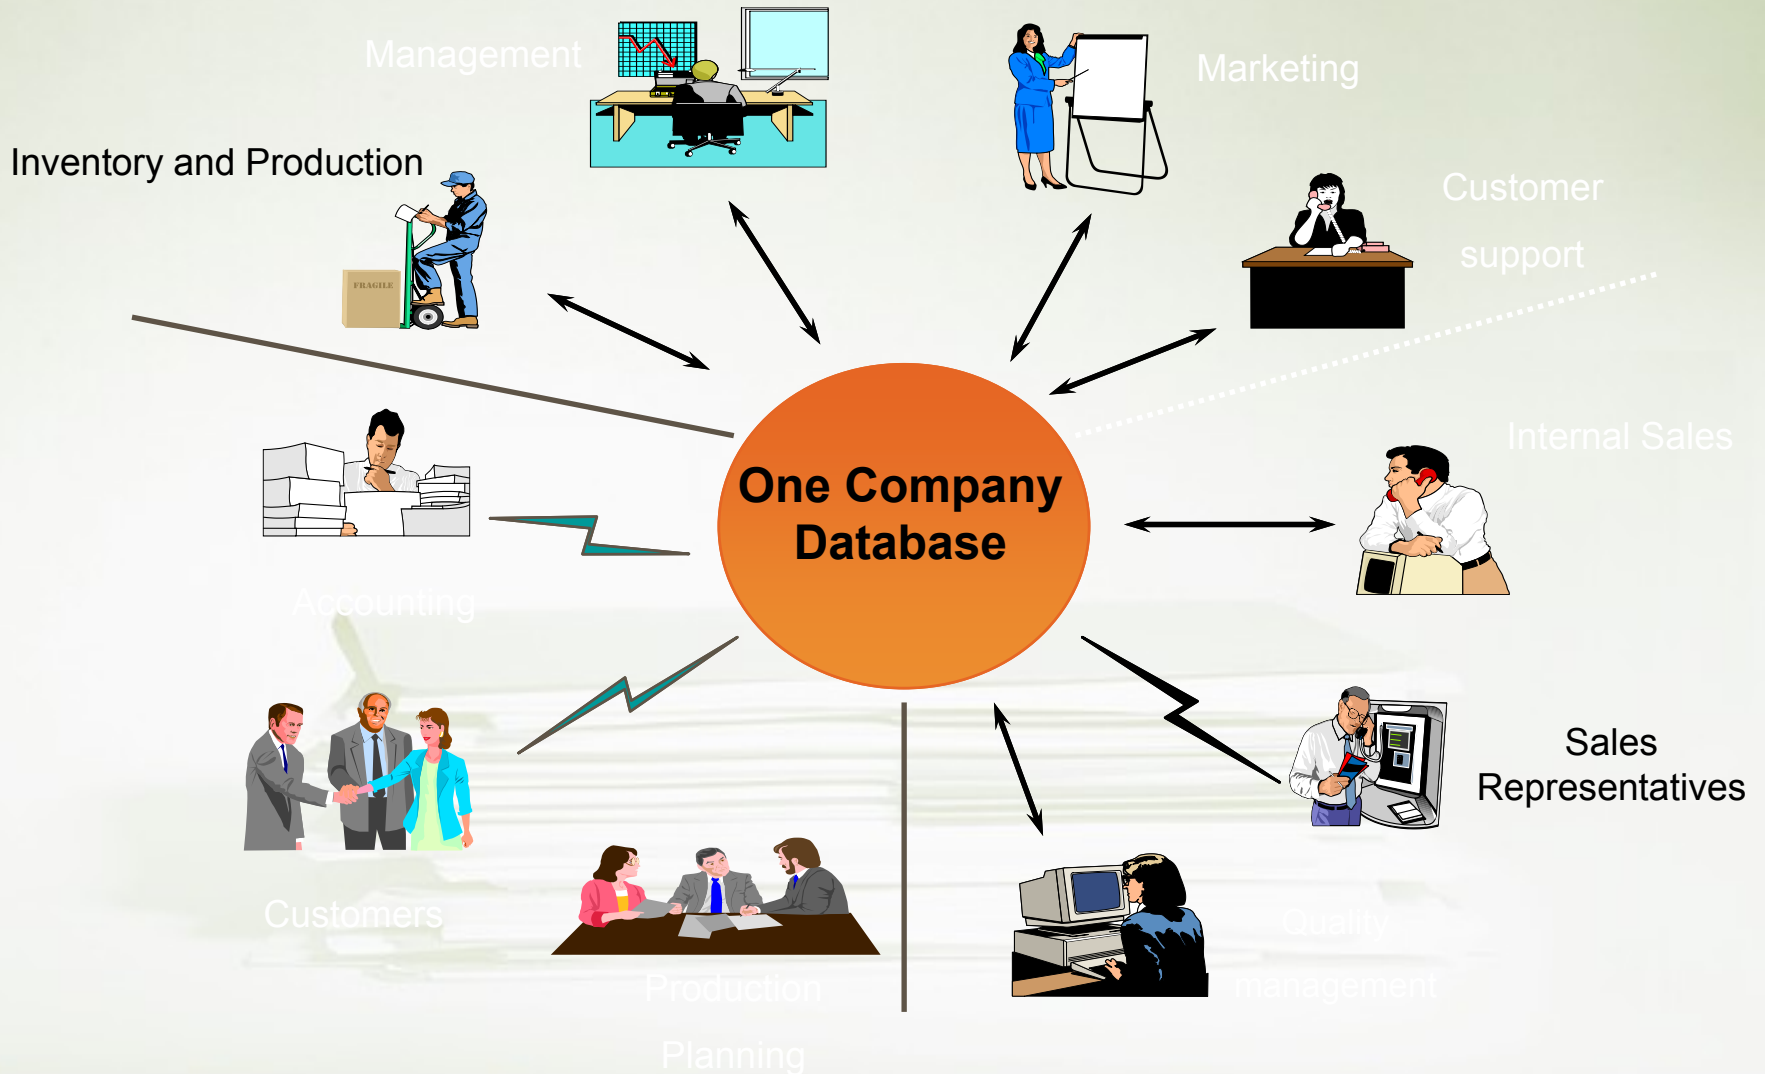 Management
Marketing
Inventory and Production
Customer
support
FRAGILE
Internal Sales
One Company
Database
Accounting
Sales
Representatives
Customers
Quality
management
Production
Planning